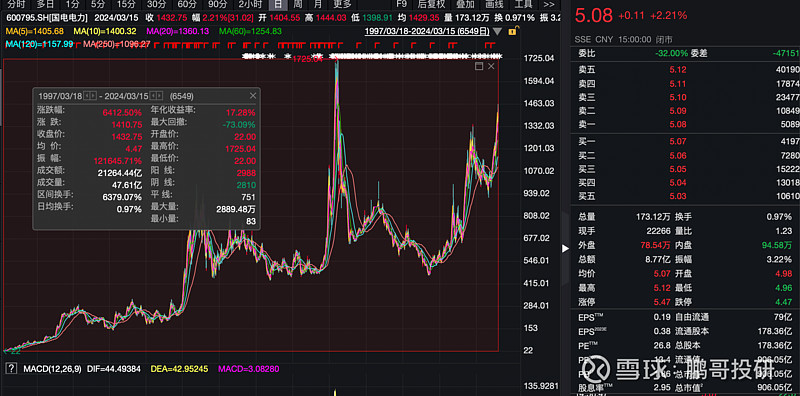 分时 多日 1分 5分 15分 30分 60分 90分 2小时 日 周 月 更多 F9 后复权 超级叠加 画线 工具 >>
600795.SH[国电电力] 2024/03/15 收 1432.75 幅 2.21%[31.02] 开 1404.55 高 1444.03 低 1398.91 均 1429.35 量 173.12万 换 0.971% 振 3.2
MA(5)=1405.68 MA(10)=1400.32 MA(20)=1360.13 MA(60)=1254.83 1997/03/18-2024/03/15(6549日)
MA(120)=1157.99 MA(250)=1096.27
1725.04
1997/03/18 - 2024/03/15 (6549)
涨跌幅: 6412.50% 年化收益率: 17.28%
涨 跌: 1410.75 最大回撤: -73.09%
收盘价: 1432.75 开盘价: 22.00
均 价: 4.47 最高价: 1725.04
振 幅: 121645.71% 最低价: 22.00
成交额: 21264.44亿 阳 线: 2988
成交量: 47.61亿 阴 线: 2810
区间换手: 6379.07% 平 线: 751
日均换手: 0.97% 最大量: 2889.48万
最小量: 83
22
1725.04
1594.04
1463.03
1332.03
1201.03
1070.02
939.02
808.02
677.02
546.01
415.01
284.01
153
22
? MACD(12,26,9) DIF=44.49384 DEA=42.95245 MACD=3.08280
135.9281
5.08 +0.11 +2.21%
SSE CNY 15:00:00 闭市
委比 -32.00% 委差 -47151
卖五 5.12 40160
卖四 5.11 17874
卖三 5.10 23477
卖二 5.09 10849
卖一 5.08 5089
买一 5.07 4197
买二 5.06 7280
买三 5.05 15222
买四 5.04 13018
买五 5.03 10610
总量 173.12万 换手 0.97%
现手 22266 量比 1.23
外盘 78.54万 内盘 94.58万
总额 8.77亿 振幅 3.22%
均价 5.07 开盘 4.98
最高 5.12 最低 4.96
涨停 5.47 跌停 4.47
EPSTTM 0.19 自由流通 79亿
EPS2023E 0.38 流通股本 178.36亿
PETTM 26.8 总股本 178.36亿
13.4 流通值 906.05亿
总市值 906.05亿
股息率TTM 2.95 总市值² 906.05亿
雪球: 鹏哥投研